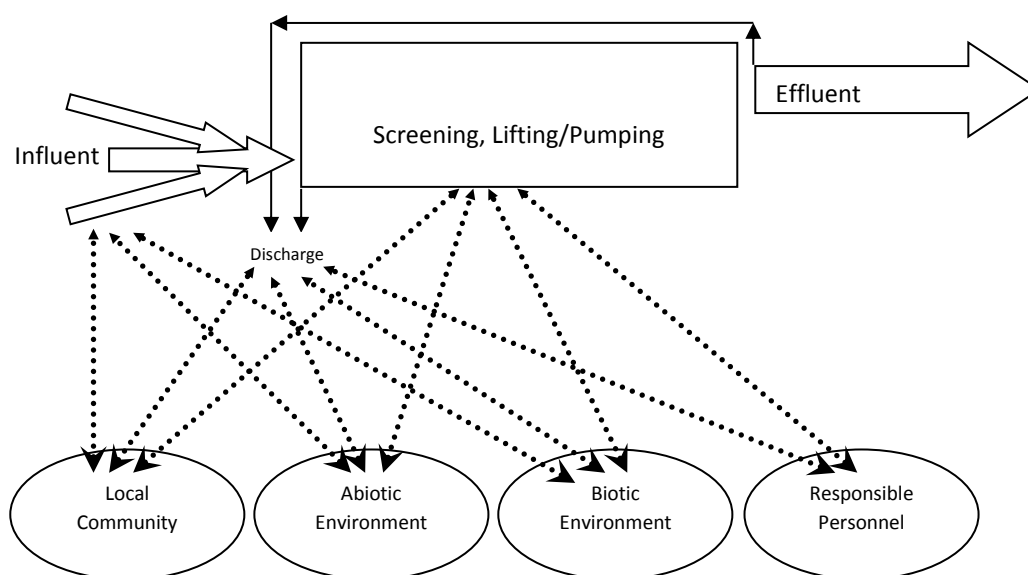 Effluent
Screening, Lifting/Pumping
Influent
Discharge
Local
Community
Abiotic
Environment
Biotic
Environment
Responsible
Personnel